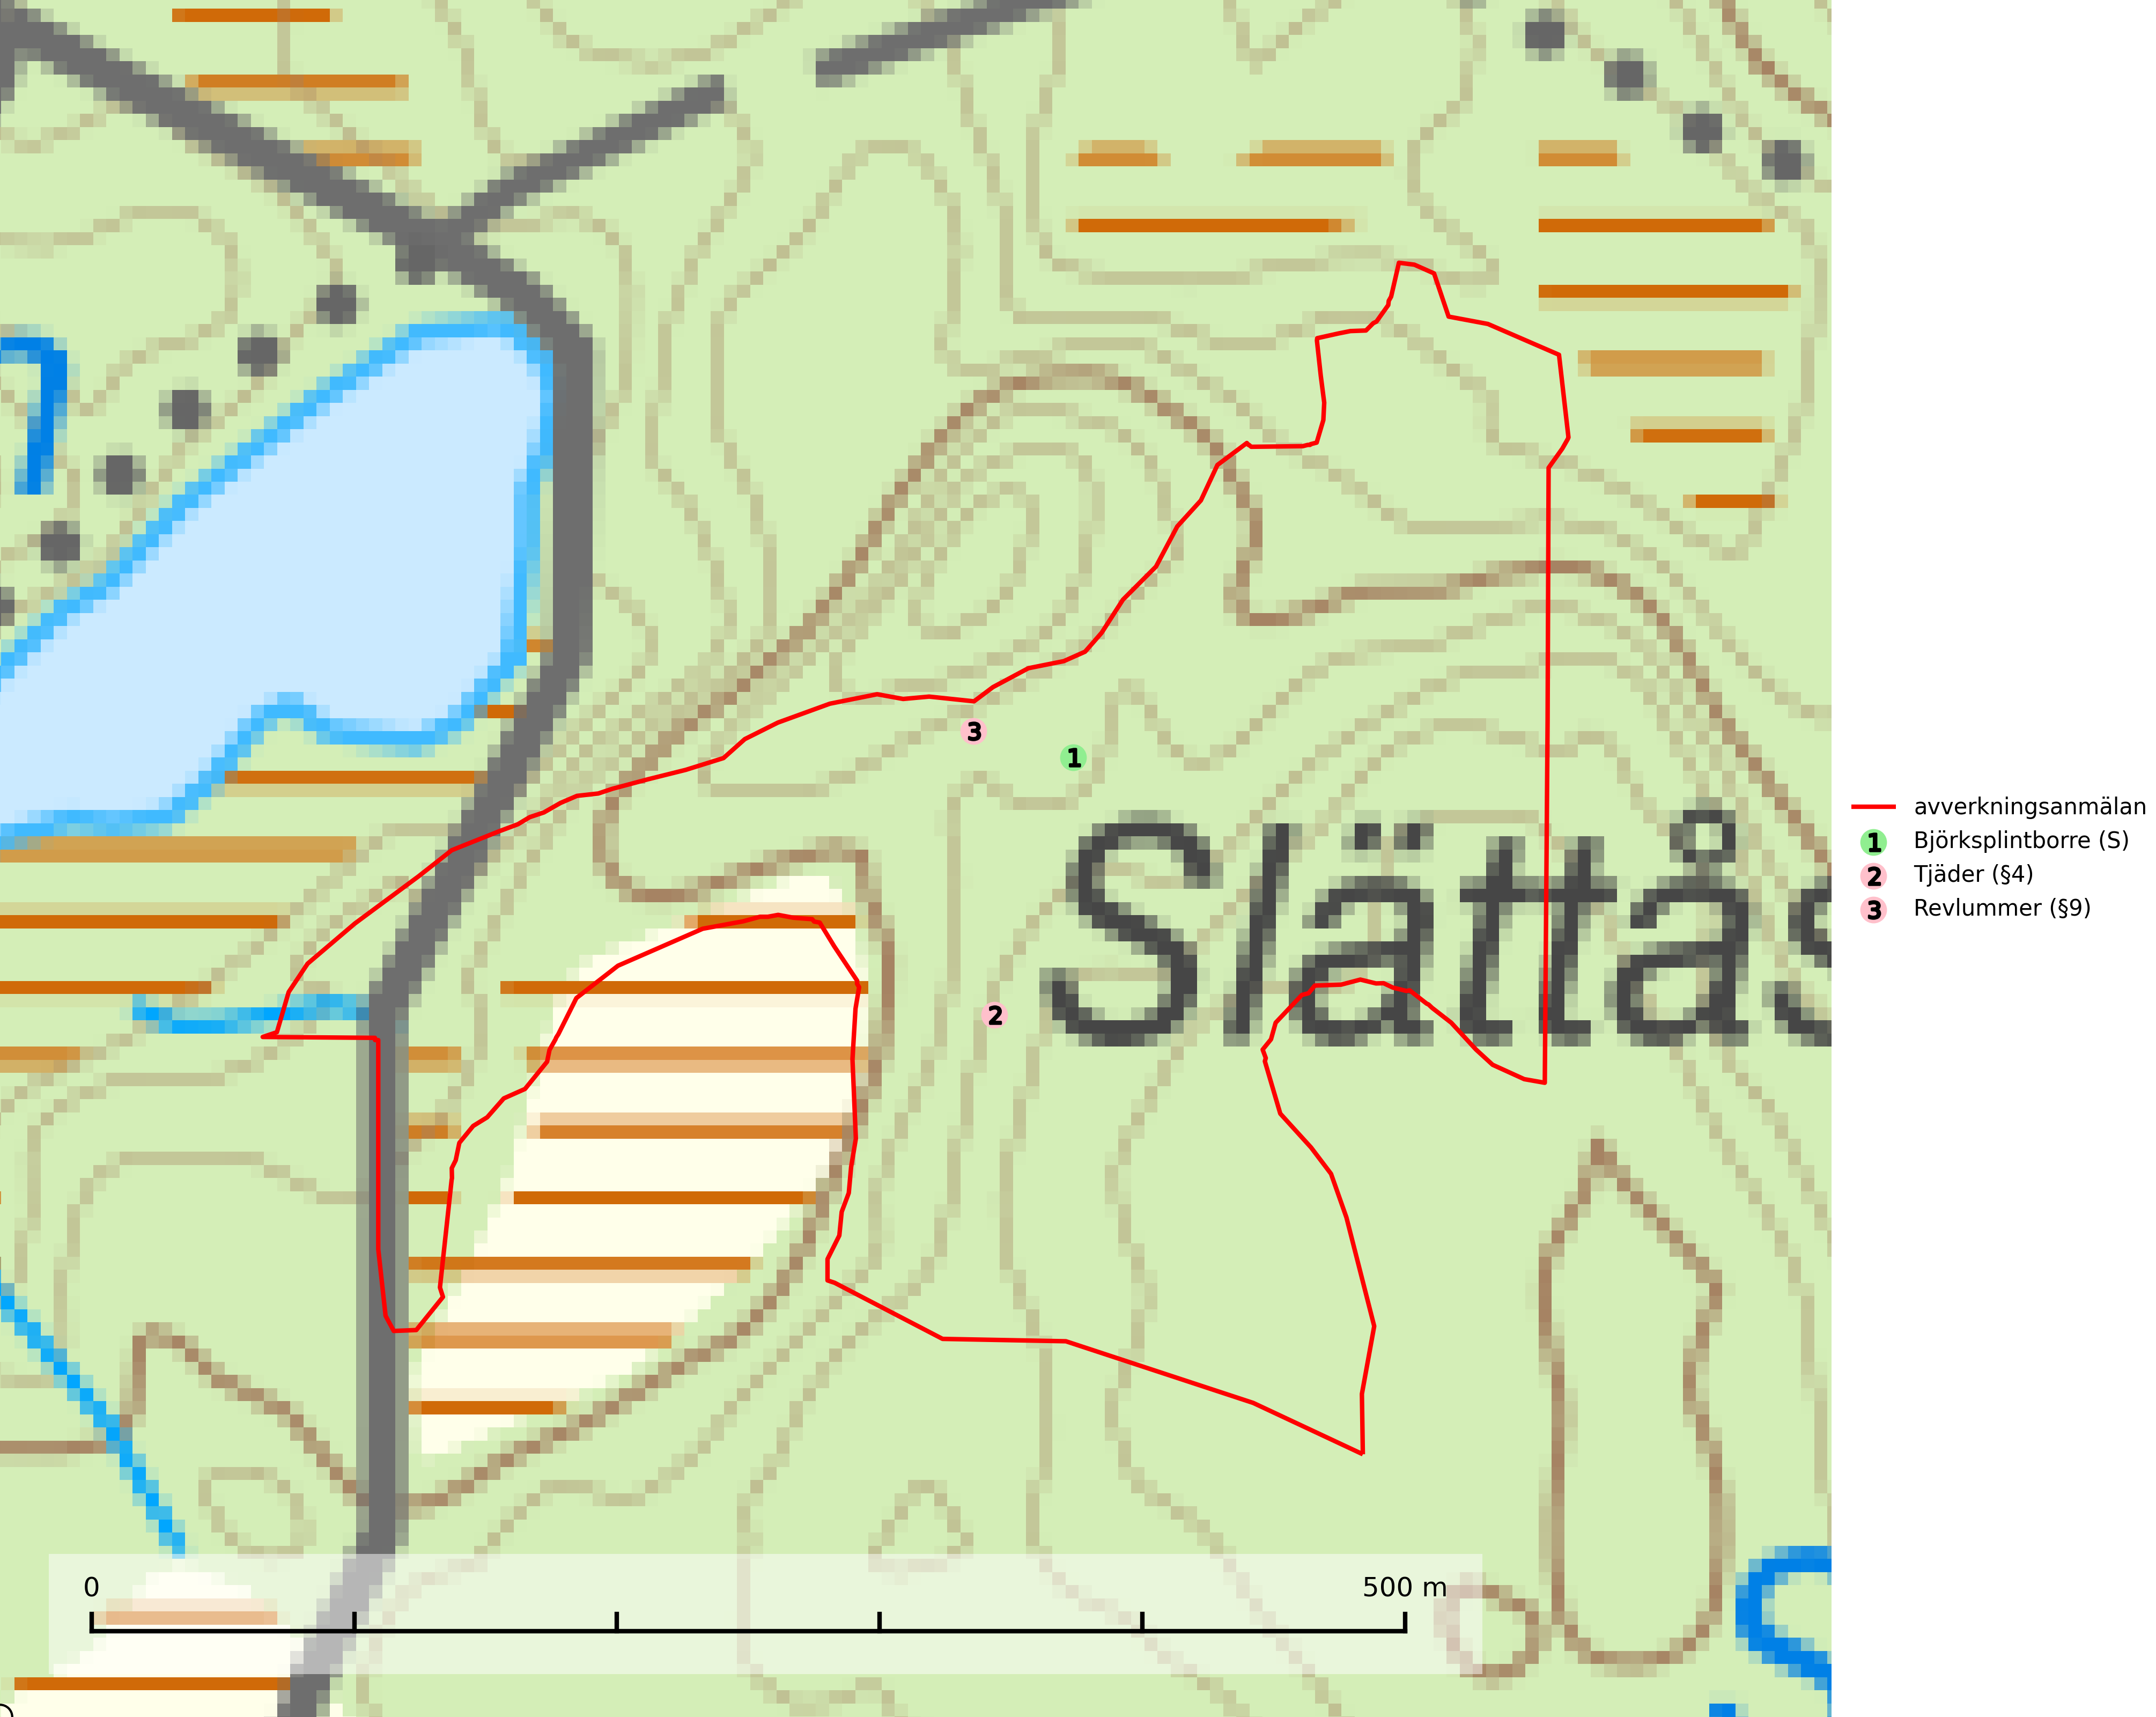 3
1
Slättås
2
avverkningsanmälan
1 Björksplintborre (S)
2 Tjäder (§4)
3 Revlummer (§9)
0 500 m